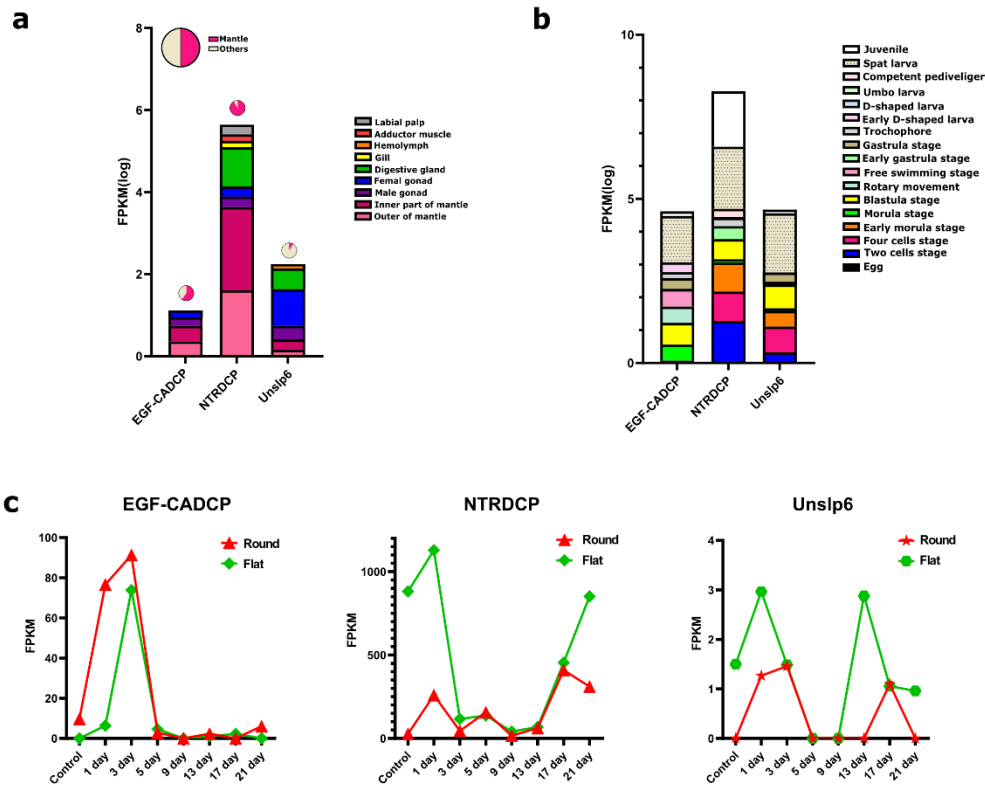 a
8
6
4
2
0
FPKM(log)
Mantle
Others
EGF-CADCP
NTRDCP
Unslp6
Labial palp
Adductor muscle
Hemolymph
Gill
Digestive gland
Femal gonad
Male gonad
Inner part of mantle
Outer of mantle
b
10
5
0
FPKM(log)
EGF-CADCP
NTRDCP
Unslp6
Juvenile
Spat larva
Competent pediveliger
Umbo larva
D-shaped larva
Early D-shaped larva
Trochophore
Gastrula stage
Early gastrula stage
Free swimming stage
Rotary movement
Blastula stage
Morula stage
Early morula stage
Four cells stage
Two cells stage
Egg
c
EGF-CADCP
100
80
60
40
20
0
FPKM
Round
Flat
Control
1 day
3 day
5 day
9 day
13 day
17 day
21 day
NTRDCP
1000
500
0
FPKM
Round
Flat
Control
1 day
3 day
5 day
9 day
13 day
17 day
21 day
Unslp6
4
3
2
1
0
FPKM
Round
Flat
Control
1 day
3 day
5 day
9 day
13 day
17 day
21 day